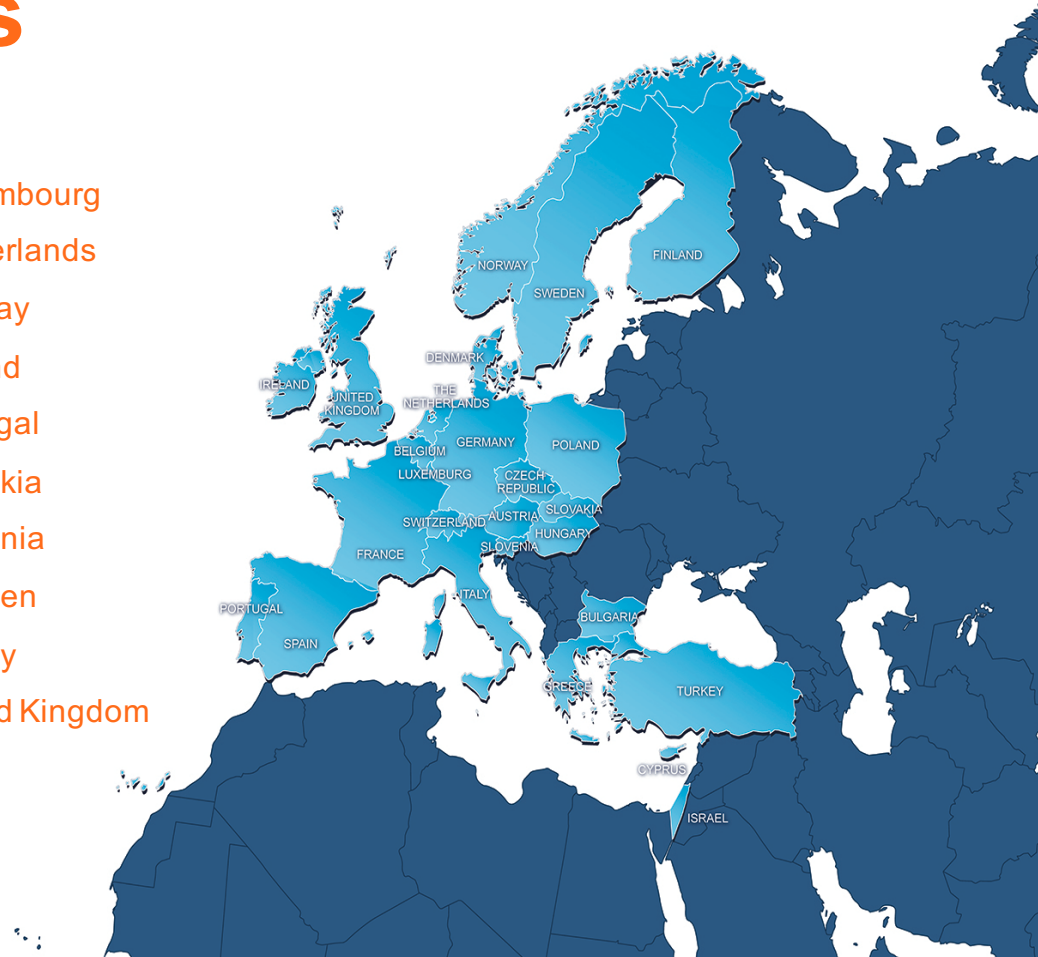 s
mbourg
erlands
ay
d
gal
kia
nia
en
y
d Kingdom
NORWAY
FINLAND
SWEDEN
DENMARK
IRELAND
THE
NETHERLANDS
UNITED
KINGDOM
GERMANY
POLAND
BELGIUM
LUXEMBURG
CZECH
REPUBLIC
SLOVAKIA
AUSTRIA
SWITZERLAND
HUNGARY
SLOVENIA
FRANCE
ITALY
PORTUGAL
BULGARIA
SPAIN
GREECE
TURKEY
CYPRUS
ISRAEL